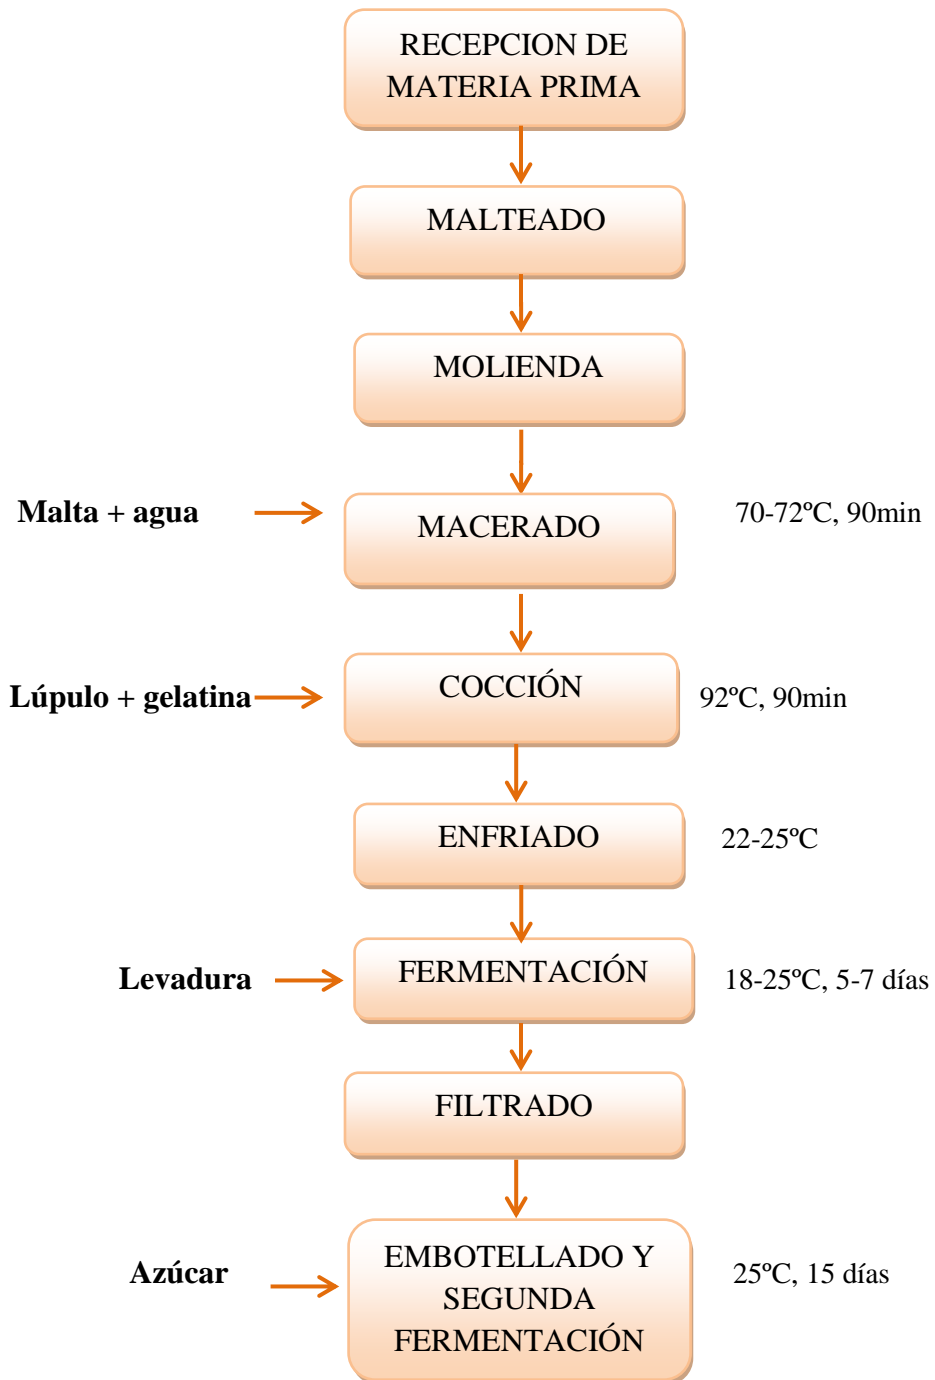 RECEPCION DE
MATERIA PRIMA
MALTEADO
MOLIENDA
Malta + agua
MACERADO
70-72ºC, 90min
Lúpulo + gelatina
COCCIÓN
92ºC, 90min
ENFRIADO
22-25ºC
Levadura
FERMENTACIÓN
18-25ºC, 5-7 días
FILTRADO
Azúcar
EMBOTELLADO Y
SEGUNDA
FERMENTACIÓN
25ºC, 15 días